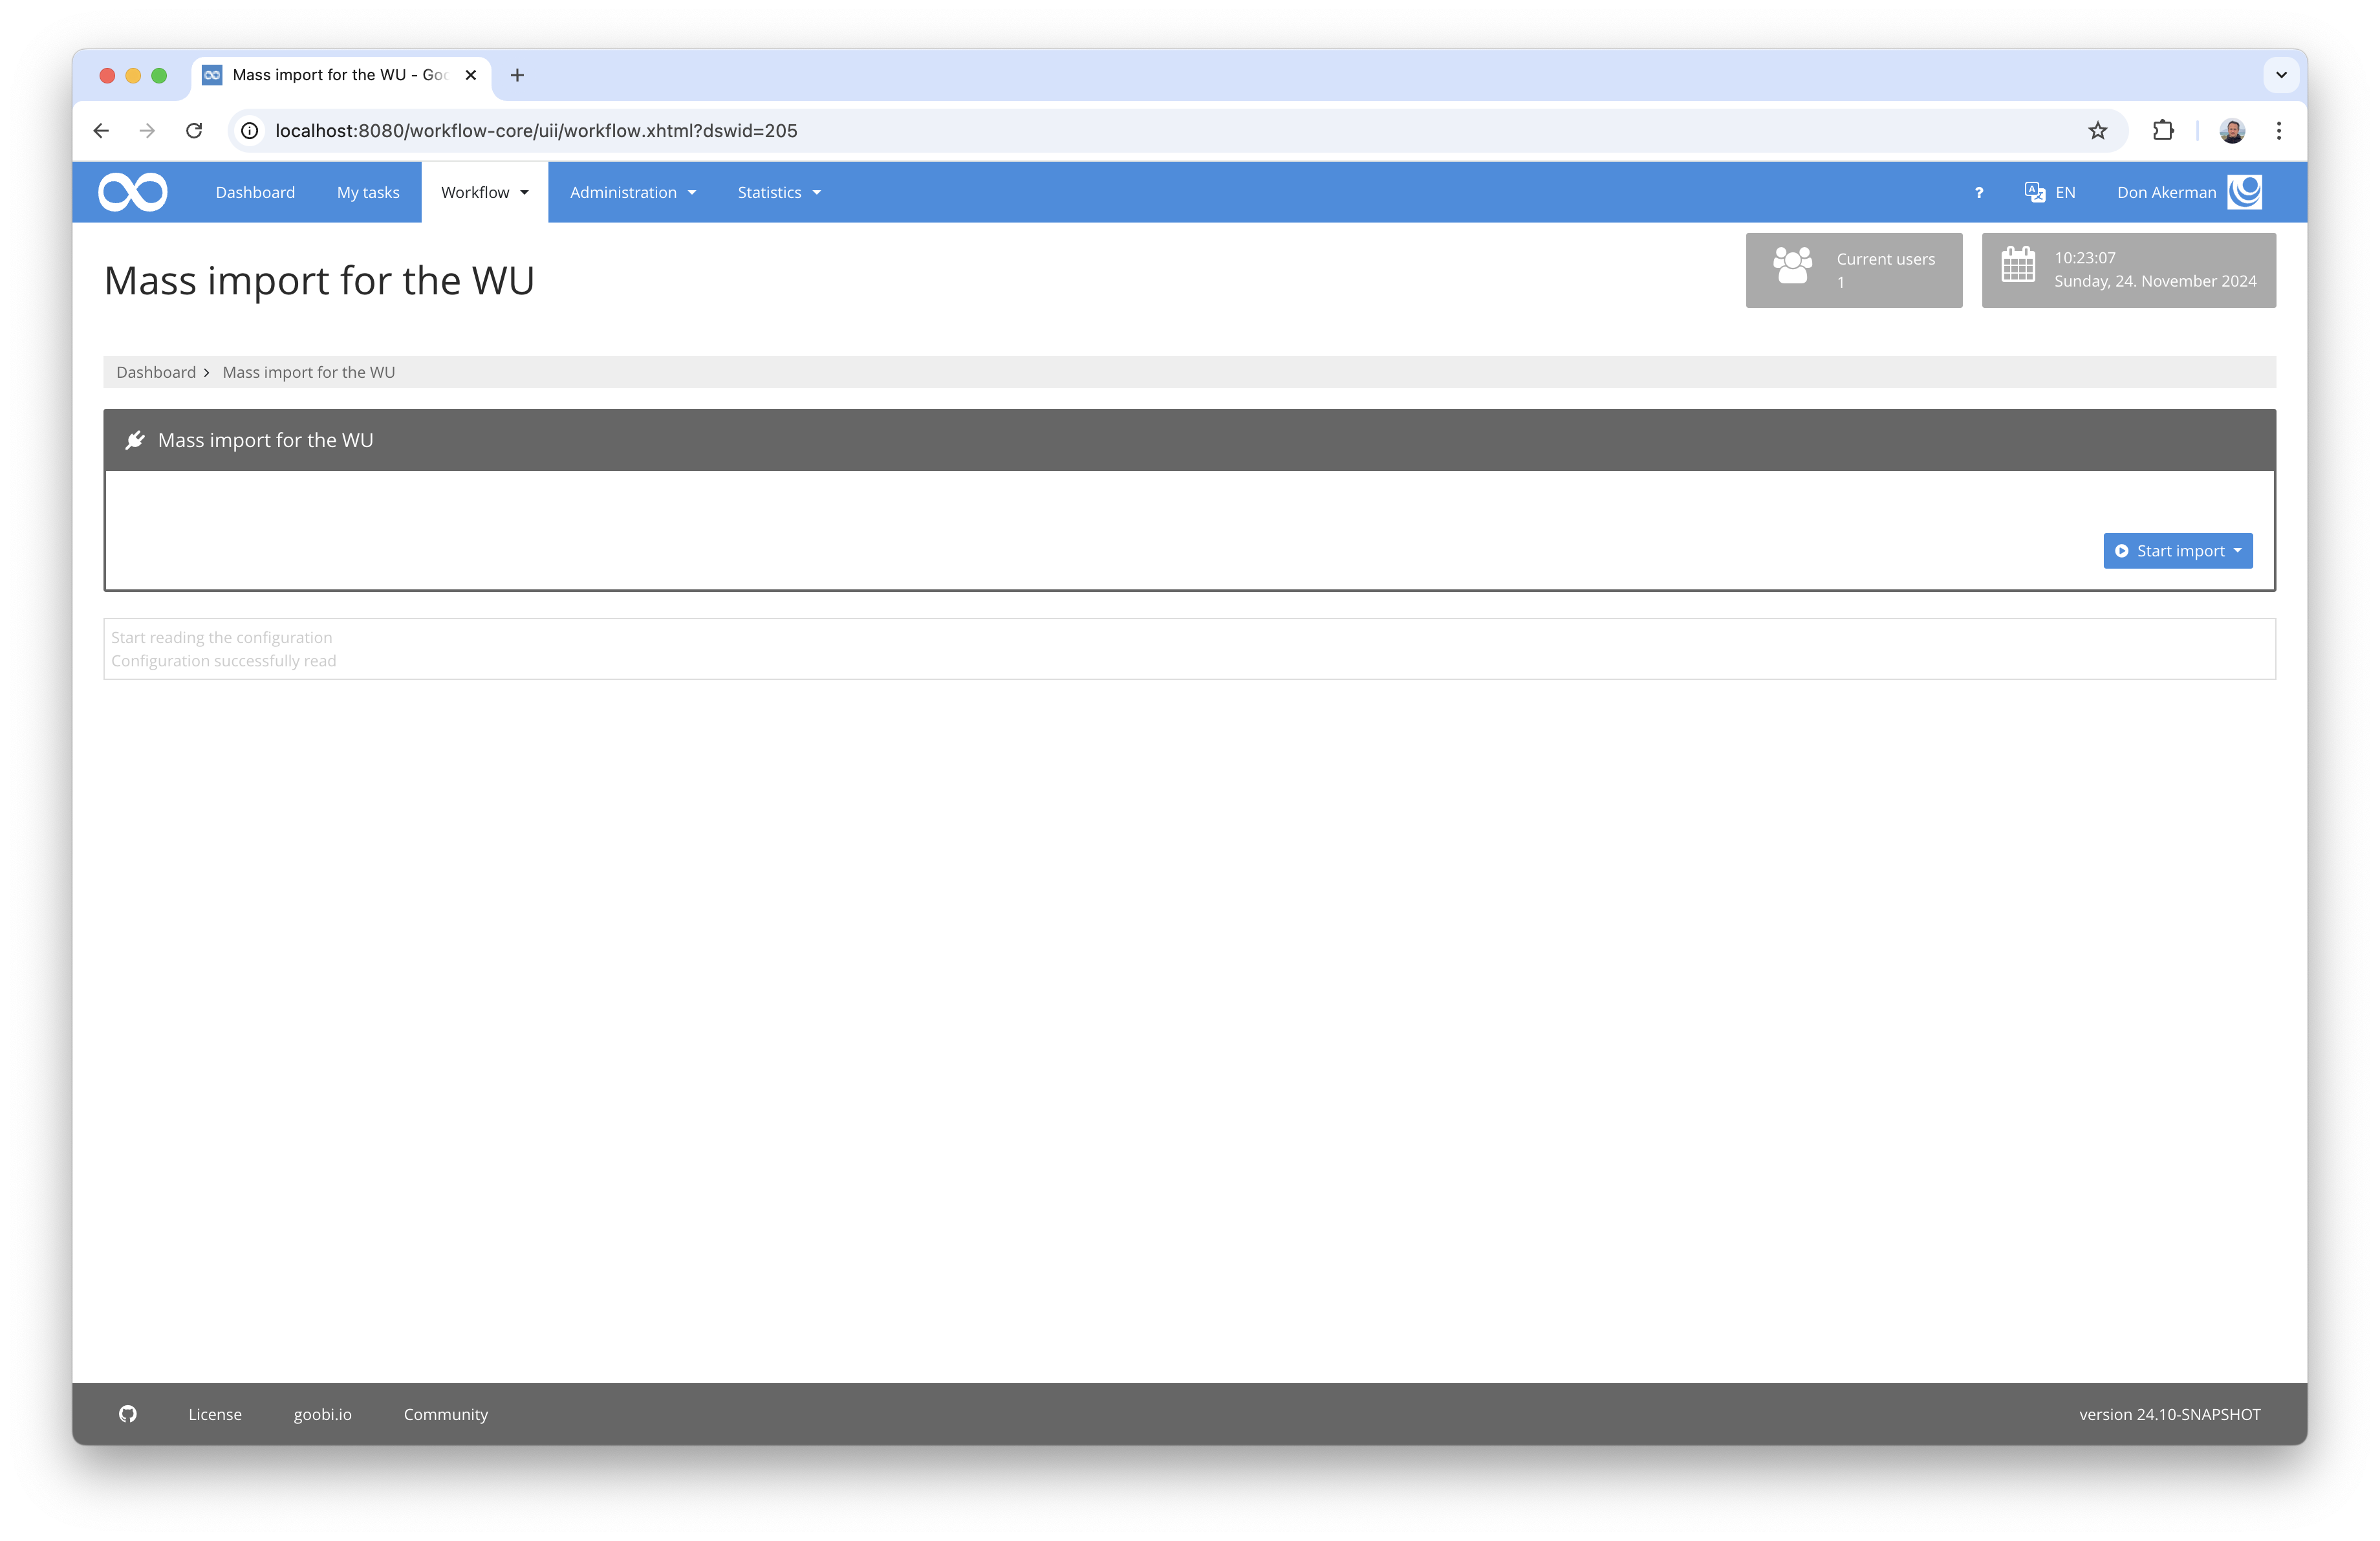 Mass import for the WU - Goo
localhost:8080/workflow-core/uii/workflow.xhtml?dswid=205
Dashboard My tasks Workflow Administration Statistics ? EN Don Akerman
Mass import for the WU
Current users
1
10:23:07
Sunday, 24. November 2024
Dashboard Mass import for the WU
Mass import for the WU
Start import
Start reading the configuration
Configuration successfully read
License goobi.io Community version 24.10-SNAPSHOT